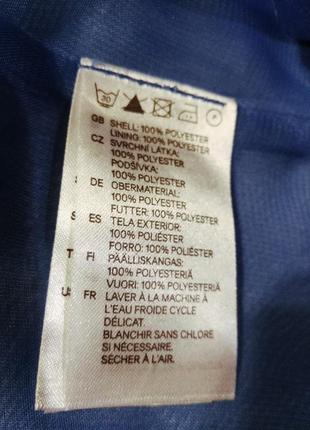 30
GB SHELL: 100% POLYESTER
LINING: 100% POLYESTER
CZ SVRCHNÍ LÁTKA:
100% POLYESTER
PODŠÍVKA:
100% POLYESTER
DE OBERMATERIAL:
100% POLYESTER
FUTTER: 100% POLYESTER
ES TELA EXTERIOR:
100% POLIÉSTER
FORRO: 100% POLIÉSTER
FI PÄÄLLISKANGAS:
100% POLYESTERIÄ
VUORI: 100% POLYESTERIÄ
FR LAVER À LA MACHINE À
L'EAU FROIDE CYCLE
DÉLICAT.
BLANCHIR SANS CHLORE
SI NÉCESSAIRE.
SÉCHER À L'AIR.